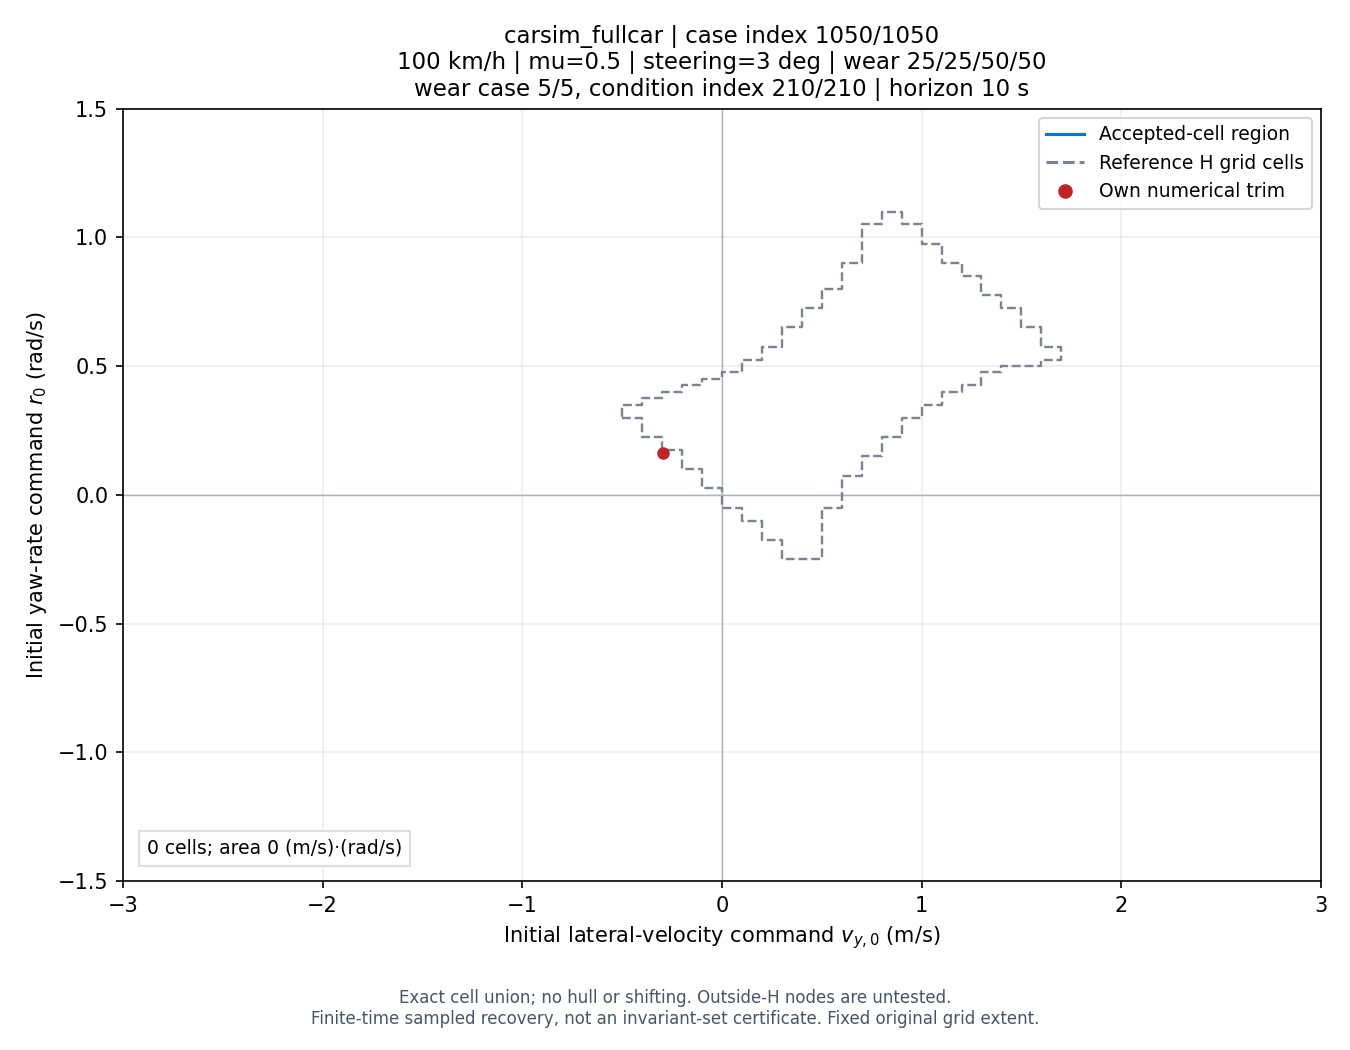 carsim_fullcar | case index 1050/1050
100 km/h | mu=0.5 | steering=3 deg | wear 25/25/50/50
wear case 5/5, condition index 210/210 | horizon 10 s
Accepted-cell region
Reference H grid cells
Own numerical trim
1.5
1.0
0.5
0.0
−0.5
−1.0
−1.5
Initial yaw-rate command r₀ (rad/s)
0 cells; area 0 (m/s)·(rad/s)
−3
−2
−1
0
1
2
3
Initial lateral-velocity command v_{y,0} (m/s)
Exact cell union; no hull or shifting. Outside-H nodes are untested.
Finite-time sampled recovery, not an invariant-set certificate. Fixed original grid extent.